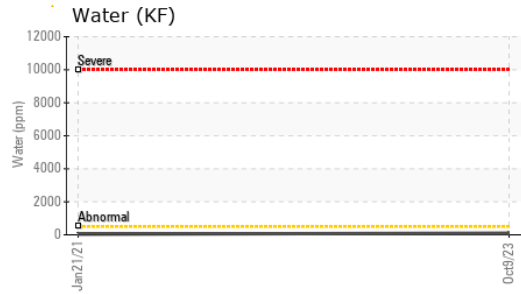 Water (KF)
12000
Severe
10000
8000
6000
4000
2000
Abnormal
0
Water (ppm)
Jan21/21
Oct9/23